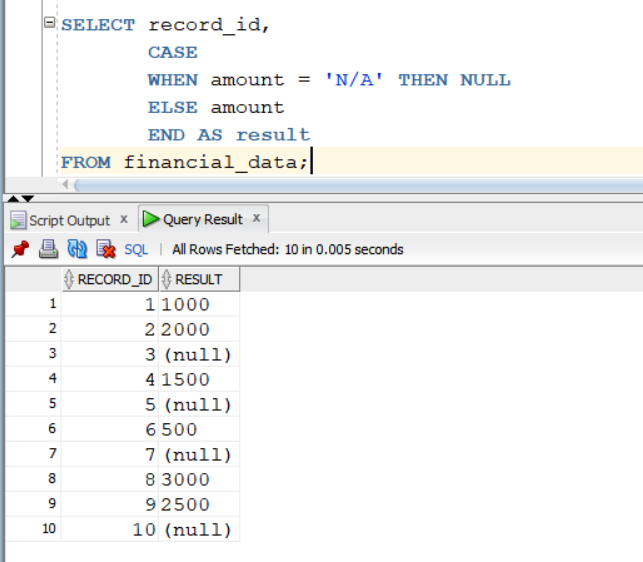 SELECT record_id,
CASE
WHEN amount = 'N/A' THEN NULL
ELSE amount
END AS result
FROM financial_data;
Script Output x Query Result x
SQL | All Rows Fetched: 10 in 0.005 seconds
RECORD_ID RESULT
1 1 1000
2 2 2000
3 3 (null)
4 4 1500
5 5 (null)
6 6 500
7 7 (null)
8 8 3000
9 9 2500
10 10 (null)